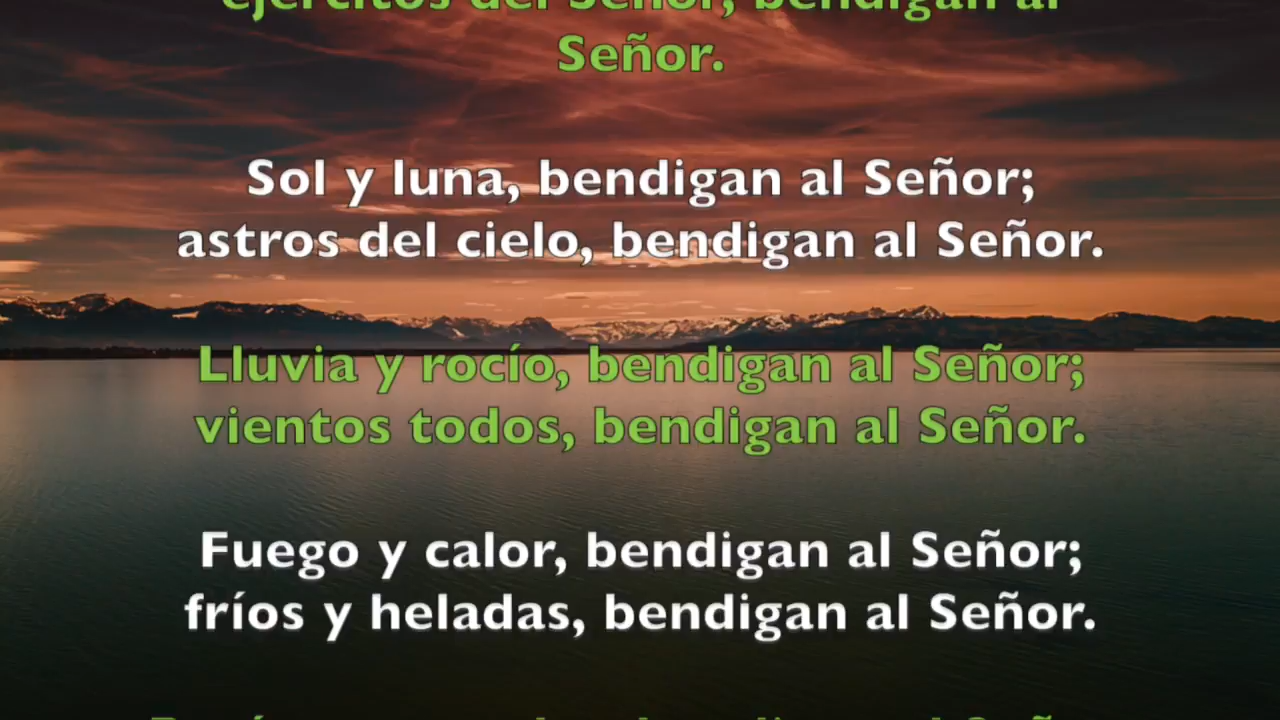 ejércitos del Señor, bendigan al
Señor.
Sol y luna, bendigan al Señor;
astros del cielo, bendigan al Señor.
Lluvia y rocío, bendigan al Señor;
vientos todos, bendigan al Señor.
Fuego y calor, bendigan al Señor;
fríos y heladas, bendigan al Señor.